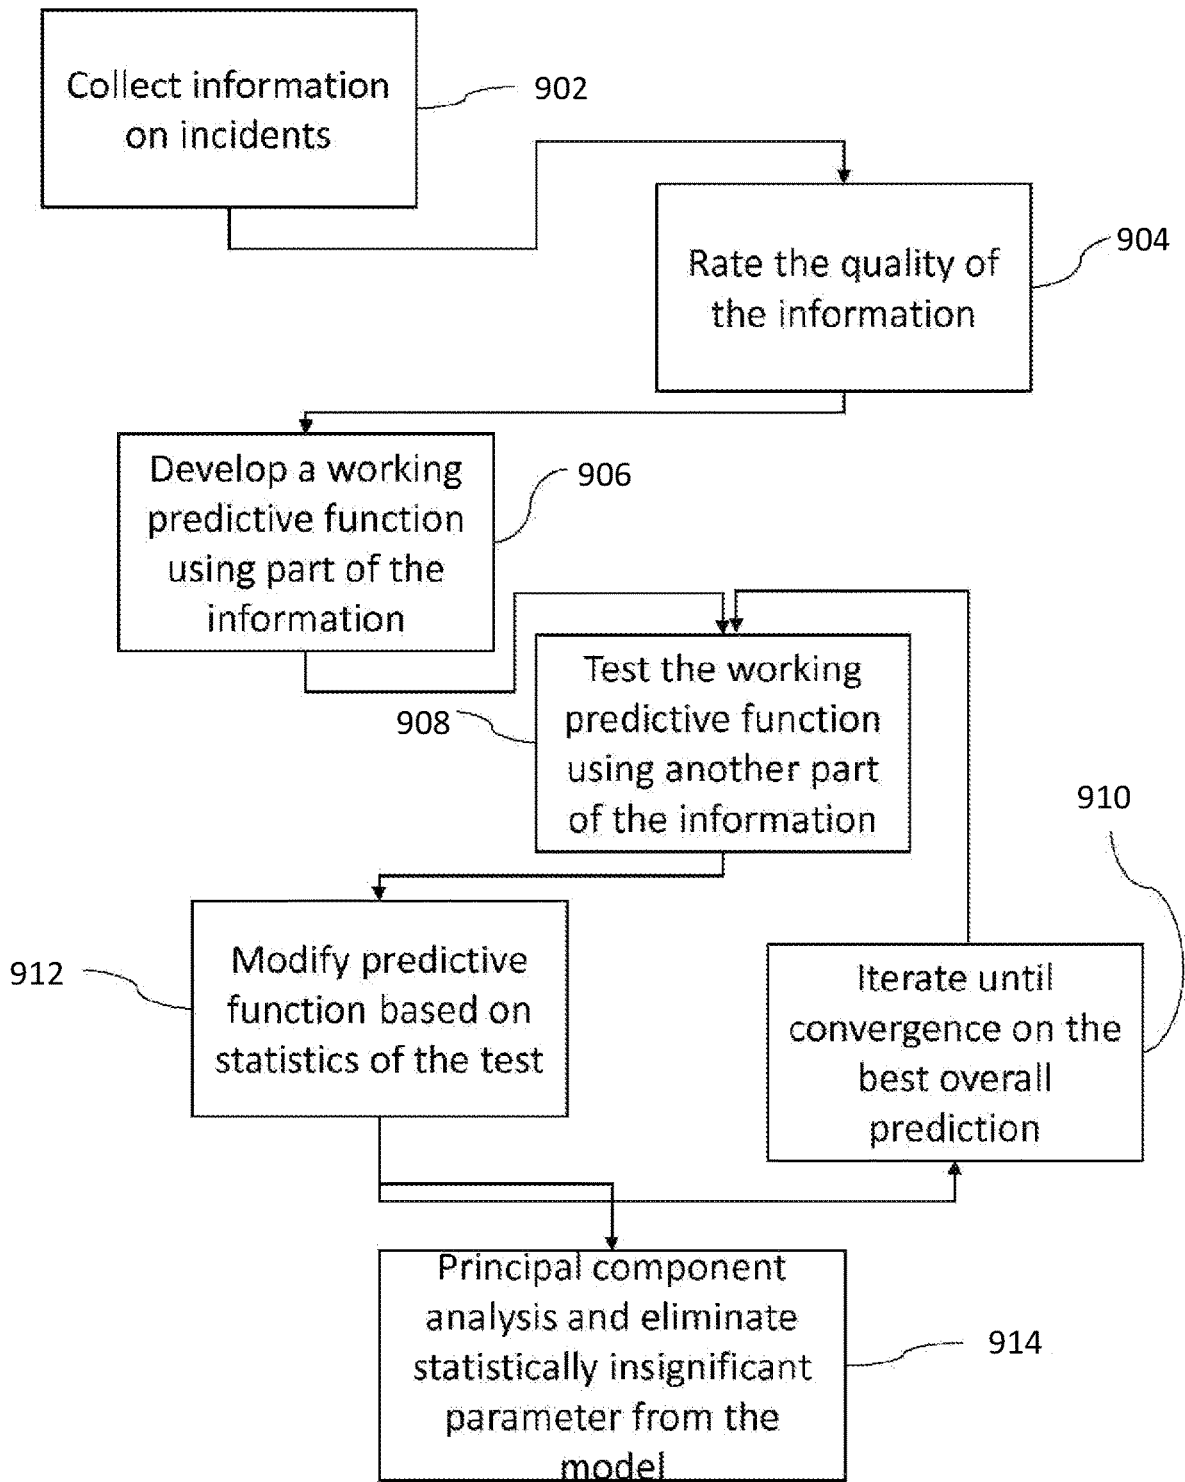 Collect information
on incidents
902
Rate the quality of
the information
904
Develop a working
predictive function
using part of the
information
906
Test the working
predictive function
using another part
of the information
908
910
Modify predictive
function based on
statistics of the test
912
Iterate until
convergence on the
best overall
prediction
Principal component
analysis and eliminate
statistically insignificant
parameter from the
model
914